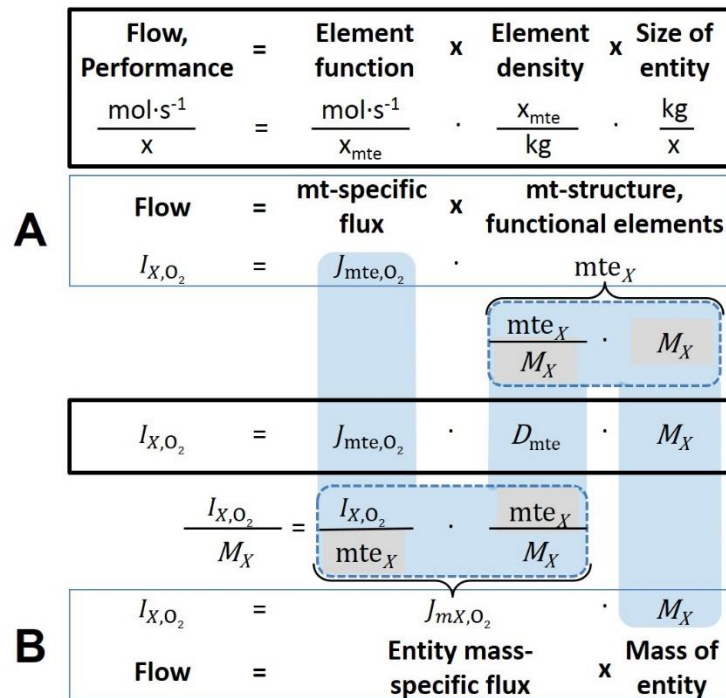 Flow, Performance = Element function x Element density x Size of entity
mol·s⁻¹/x = mol·s⁻¹/x_mte · x_mte/kg · kg/x
A
Flow = mt-specific flux x mt-structure, functional elements
I_X,O₂ = J_mte,O₂ · mte_X
mte_X/M_X · M_X
I_X,O₂ = J_mte,O₂ · D_mte · M_X
I_X,O₂/M_X = I_X,O₂/mte_X · mte_X/M_X
I_X,O₂ = J_mX,O₂ · M_X
B
Flow = Entity mass-specific flux x Mass of entity